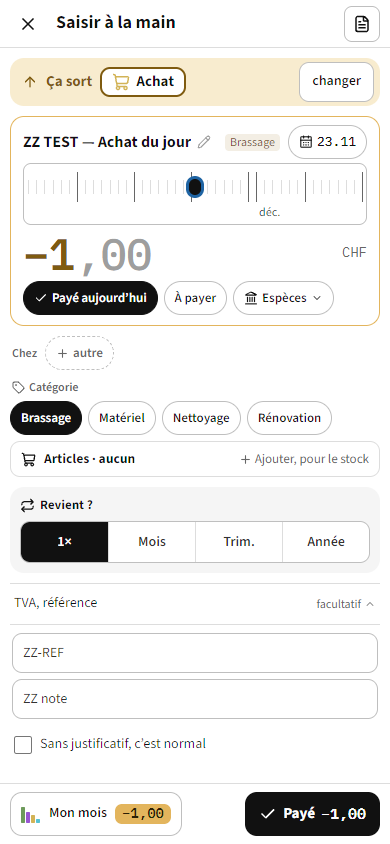 Saisir à la main
Ça sort
Achat
changer
ZZ TEST — Achat du jour
Brassage
23.11
déc.
−1,00
CHF
Payé aujourd'hui
À payer
Espèces
Chez
+ autre
Catégorie
Brassage
Matériel
Nettoyage
Rénovation
Articles · aucun
+ Ajouter, pour le stock
Revient ?
1×
Mois
Trim.
Année
TVA, référence
facultatif
ZZ-REF
ZZ note
Sans justificatif, c'est normal
Mon mois
−1,00
Payé −1,00